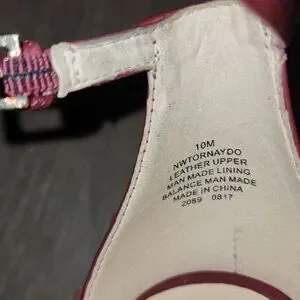 10M
NWTORNAYDO
LEATHER UPPER
MAN MADE LINING
BALANCE MAN MADE
MADE IN CHINA
2089 0817